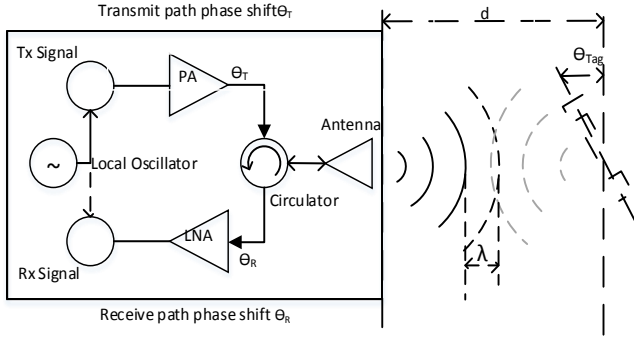 Transmit path phase shiftΘT
d
Tx Signal
PA
ΘT
ΘTag
Antenna
~
Local Oscillator
Circulator
LNA
ΘR
Rx Signal
λ
Receive path phase shift ΘR